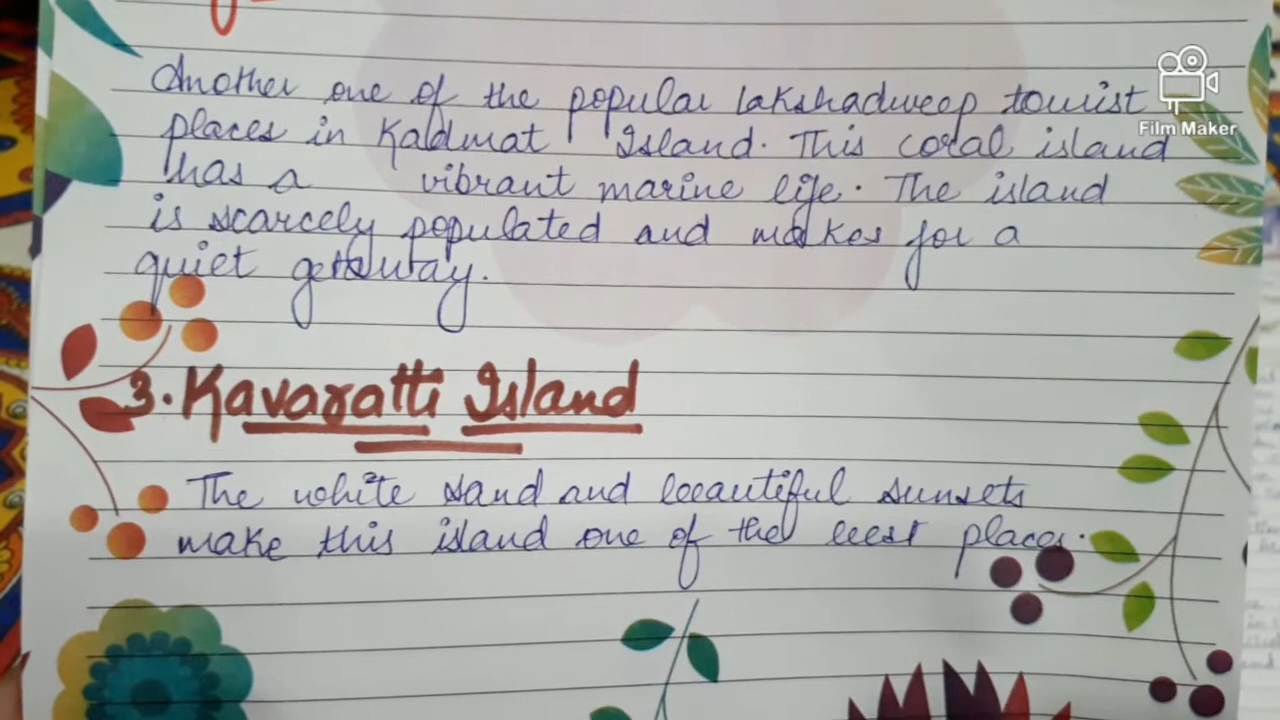 Another one of the popular lakshadweep tourist
places in Kadmat Island. This coral island
has a vibrant marine life. The island
is scarcely populated and makes for a
quiet getaway.
3. Kavaratti Island
The white sand and beautiful sunsets
make this island one of the best places.
Film Maker